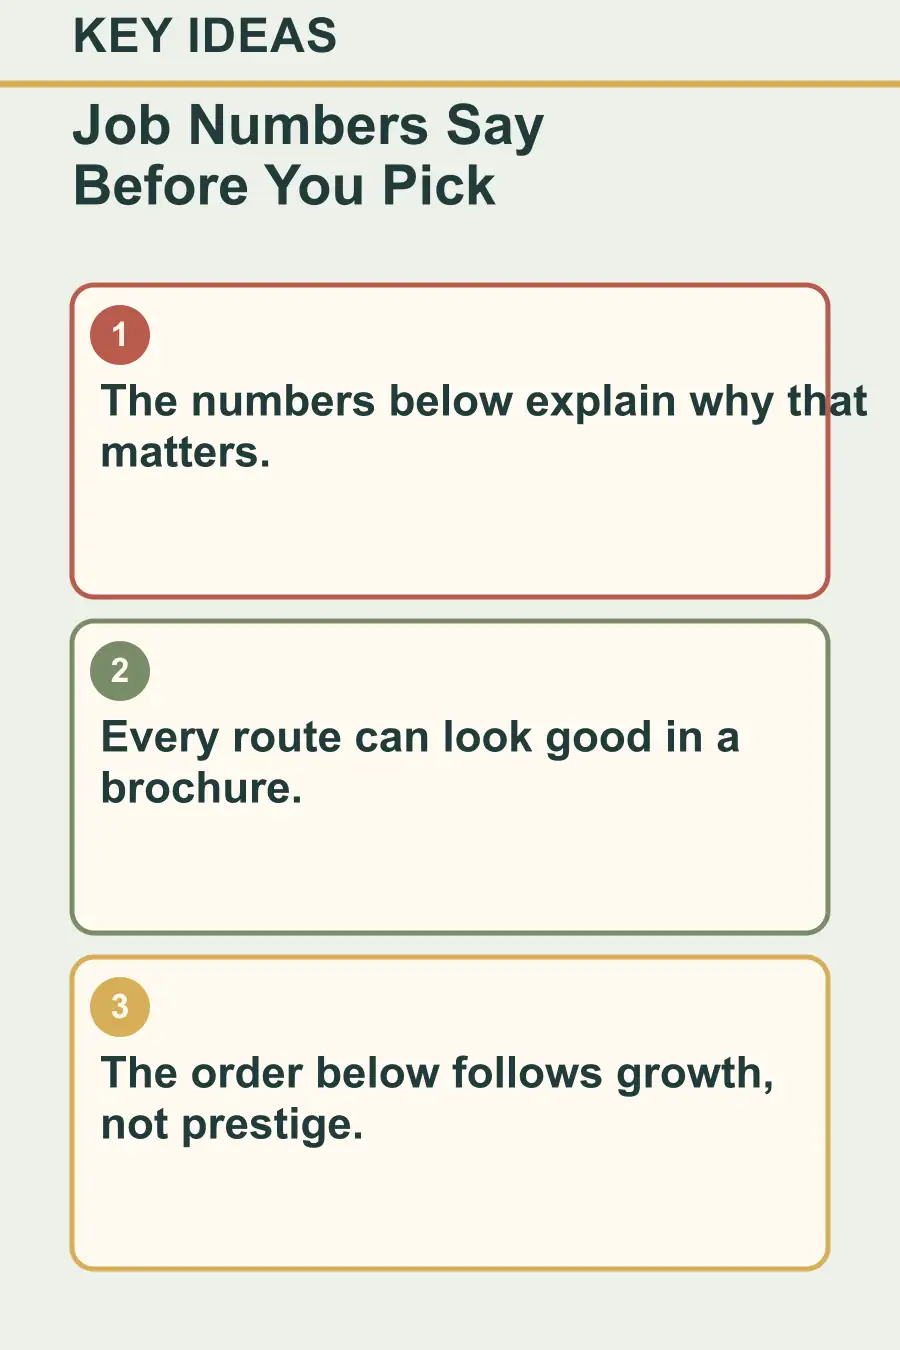 KEY IDEAS
Job Numbers Say
Before You Pick
1
The numbers below explain why that
matters.
2
Every route can look good in a
brochure.
3
The order below follows growth,
not prestige.